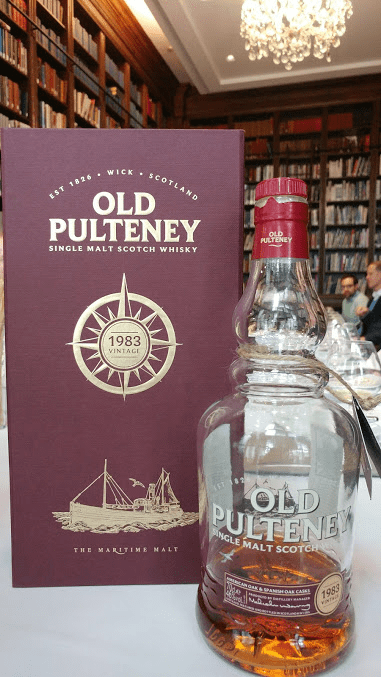 EST 1826 • WICK • SCOTLAND
OLD
PULTENEY
SINGLE MALT SCOTCH WHISKY
1983
VINTAGE
THE MARITIME MALT
OLD
PULTENEY
OLD
PULTENEY
SINGLE MALT SCOTCH
AMERICAN OAK & SPANISH OAK CASKS
1983
VINTAGE